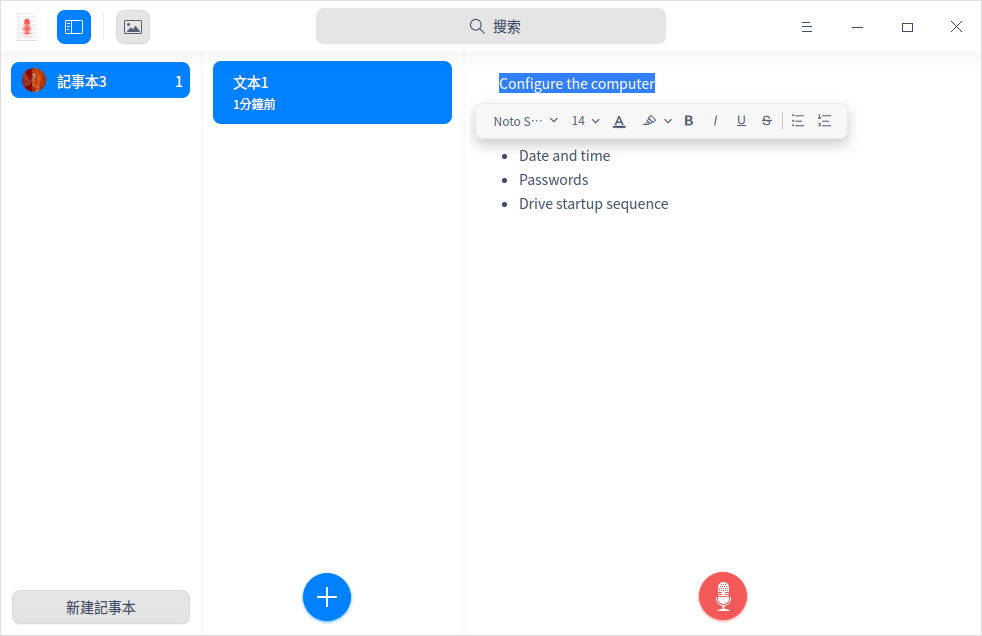 搜索
記事本3 1
文本1
1分鐘前
Configure the computer
Noto S··· 14 A B I U S
Date and time
Passwords
Drive startup sequence
新建記事本